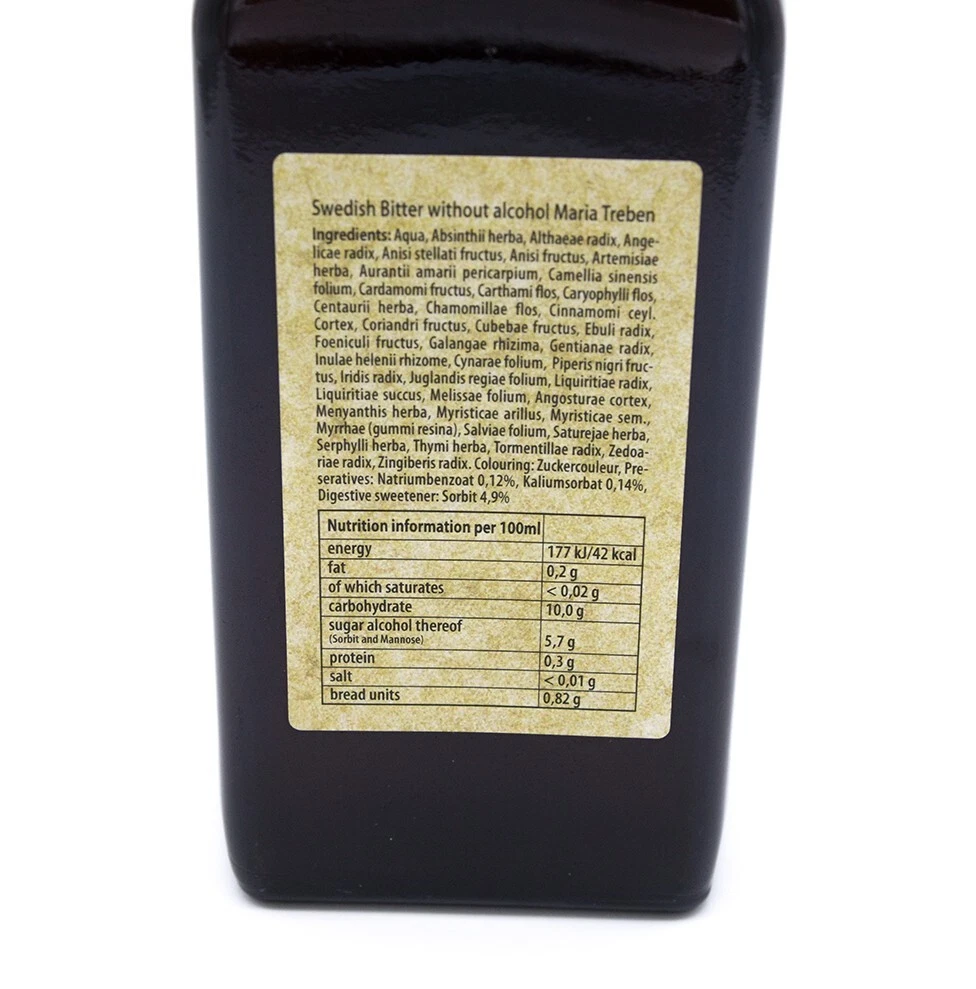 Swedish Bitter without alcohol Maria Treben
Ingredients: Aqua, Absinthii herba, Althaeae radix, Ange-
licae radix, Anisi stellati fructus, Anisi fructus, Artemisiae
herba, Aurantii amarii pericarpium, Camellia sinensis
folium, Cardamomi fructus, Carthami flos, Caryophylli flos,
Centaurii herba, Chamomillae flos, Cinnamomi ceyl.
Cortex, Coriandri fructus, Cubebae fructus, Ebuli radix,
Foeniculi fructus, Galangae rhizima, Gentianae radix,
Inulae helenii rhizome, Cynarae folium, Piperis nigri fruc-
tus, Iridis radix, Juglandis regiae folium, Liquiritiae radix,
Liquiritiae succus, Melissae folium, Angosturae cortex,
Menyanthis herba, Myristicae arillus, Myristicae sem.,
Myrrhae (gummi resina), Salviae folium, Saturejae herba,
Serphylli herba, Thymi herba, Tormentillae radix, Zedoa-
riae radix, Zingiberis radix. Colouring: Zuckercouleur, Pre-
seratives: Natriumbenzoat 0,12%, Kaliumsorbat 0,14%,
Digestive sweetener: Sorbit 4,9%
Nutrition information per 100ml
energy 177 kJ/42 kcal
fat 0,2 g
of which saturates < 0,02 g
carbohydrate 10,0 g
sugar alcohol thereof
(Sorbit and Mannose) 5,7 g
protein 0,3 g
salt < 0,01 g
bread units 0,82 g